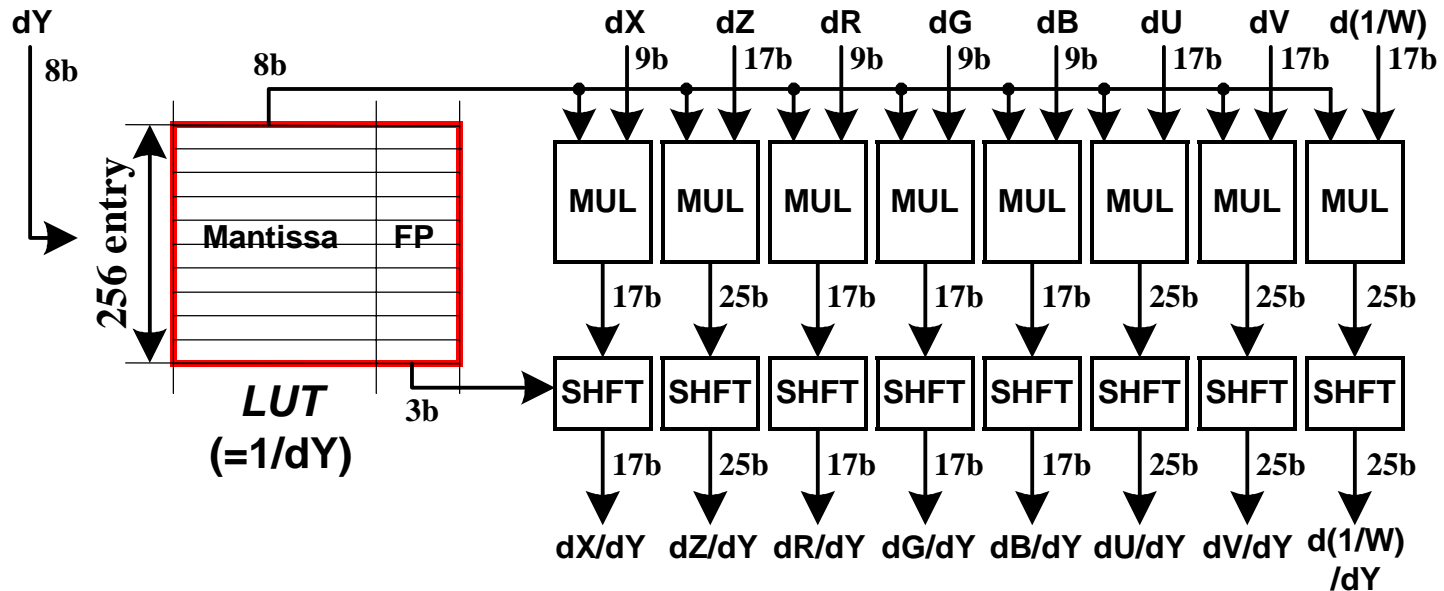 dY dX dZ dR dG dB dU dV d(1/W)
8b 8b 9b 17b 9b 9b 9b 17b 17b 17b
256 entry
Mantissa FP
MUL MUL MUL MUL MUL MUL MUL MUL
17b 25b 17b 17b 17b 25b 25b 25b
SHFT SHFT SHFT SHFT SHFT SHFT SHFT SHFT
LUT
3b
(=1/dY)
17b 25b 17b 17b 17b 25b 25b 25b
dX/dY dZ/dY dR/dY dG/dY dB/dY dU/dY dV/dY d(1/W)
/dY